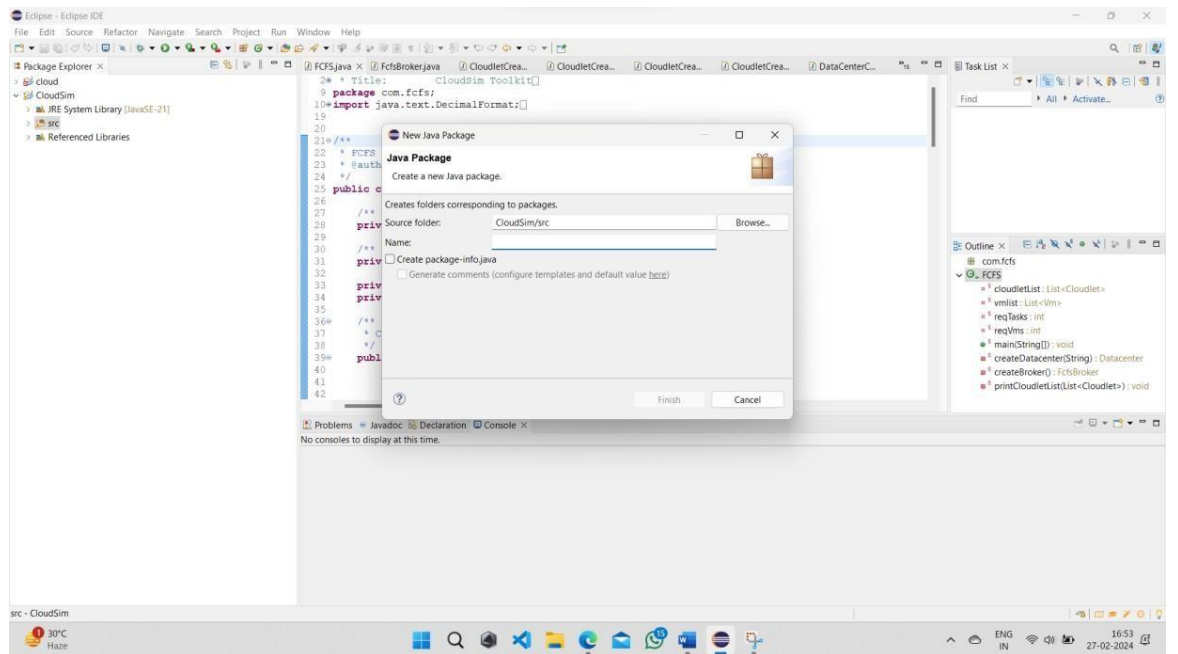 Eclipse - Eclipse IDE
File Edit Source Refactor Navigate Search Project Run Window Help
Package Explorer
cloud
CloudSim
JRE System Library [JavaSE-21]
src
Referenced Libraries
FCFS.java FcfsBroker.java CloudletCrea... CloudletCrea... CloudletCrea... CloudletCrea... DataCenterC... "15
2 * Title: CloudSim Toolkit
9 package com.fcfs;
10 import java.text.DecimalFormat;
19
20
21 /**
22 * FCFS
23 * @auth
24 */
25 public c
26
27 /**
28 priv
29
30 /**
31 priv
32
33 priv
34 priv
35
36 /**
37 * C
38 */
39 publ
40
41
42
New Java Package
Java Package
Create a new Java package.
Creates folders corresponding to packages.
Source folder: CloudSim/src Browse...
Name:
Create package-info.java
Generate comments (configure templates and default value here)
Finish Cancel
Task List
Find All Activate...
Outline
com.fcfs
FCFS
cloudletList : List<Cloudlet>
vmlist : List<Vm>
reqTasks : int
reqVms : int
main(String[]) : void
createDatacenter(String) : Datacenter
createBroker() : FcfsBroker
printCloudletList(List<Cloudlet>) : void
Problems Javadoc Declaration Console
No consoles to display at this time.
src - CloudSim
1
30°C
Haze
15
ENG
IN
16:53
27-02-2024